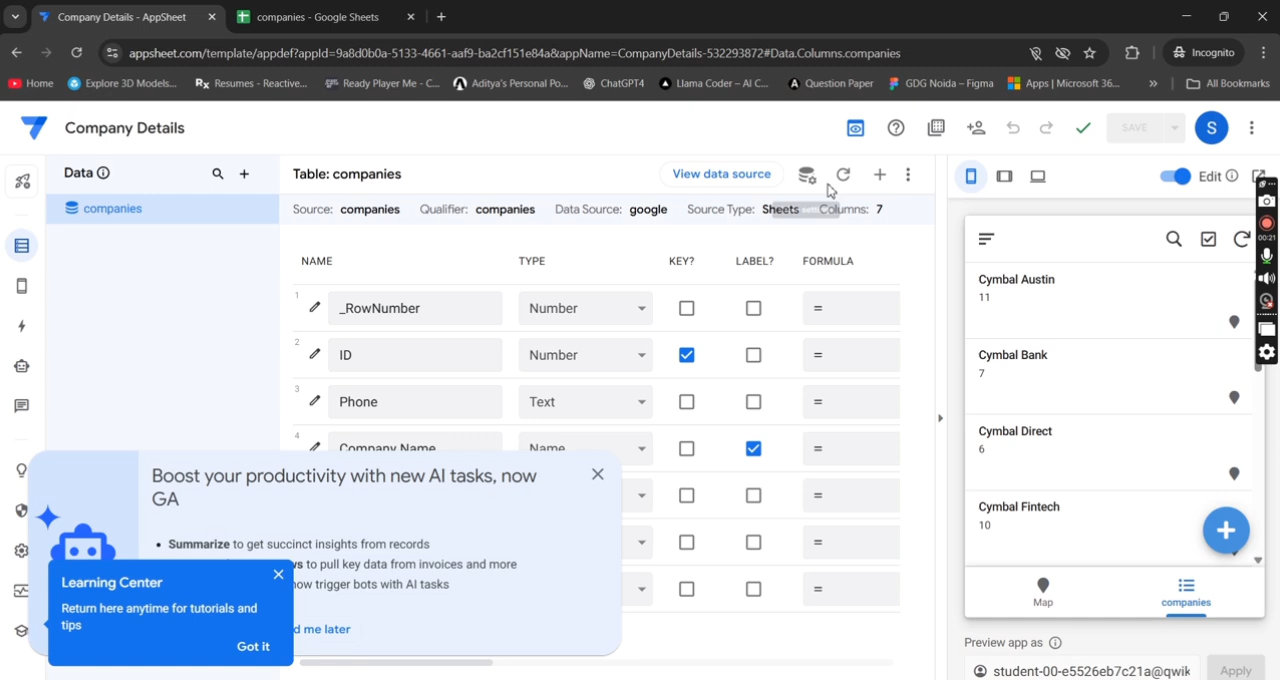 Company Details - AppSheet
companies - Google Sheets
appsheet.com/template/appdef?appId=9a8d0b0a-5133-4661-aaf9-ba2cf151e84a&appName=CompanyDetails-532293872#Data.Columns.companies
Incognito
Home
Explore 3D Models...
Rx Resumes - Reactive...
Ready Player Me - C...
Aditya's Personal Po...
ChatGPT4
Llama Coder – AI C...
Question Paper
GDG Noida – Figma
Apps | Microsoft 36...
»
All Bookmarks
Company Details
SAVE
S
Data
Table: companies
View data source
Edit
companies
Source: companies Qualifier: companies Data Source: google Source Type: Sheets Columns: 7
00:21
NAME TYPE KEY? LABEL? FORMULA
1 _RowNumber Number =
2 ID Number =
3 Phone Text =
4 Company Name Name =
=
=
=
Boost your productivity with new AI tasks, now
GA
• Summarize to get succinct insights from records
ws to pull key data from invoices and more
now trigger bots with AI tasks
d me later
Learning Center
Return here anytime for tutorials and
tips
Got it
Cymbal Austin
11
Cymbal Bank
7
Cymbal Direct
6
Cymbal Fintech
10
Map
companies
Preview app as
student-00-e5526eb7c21a@qwik
Apply